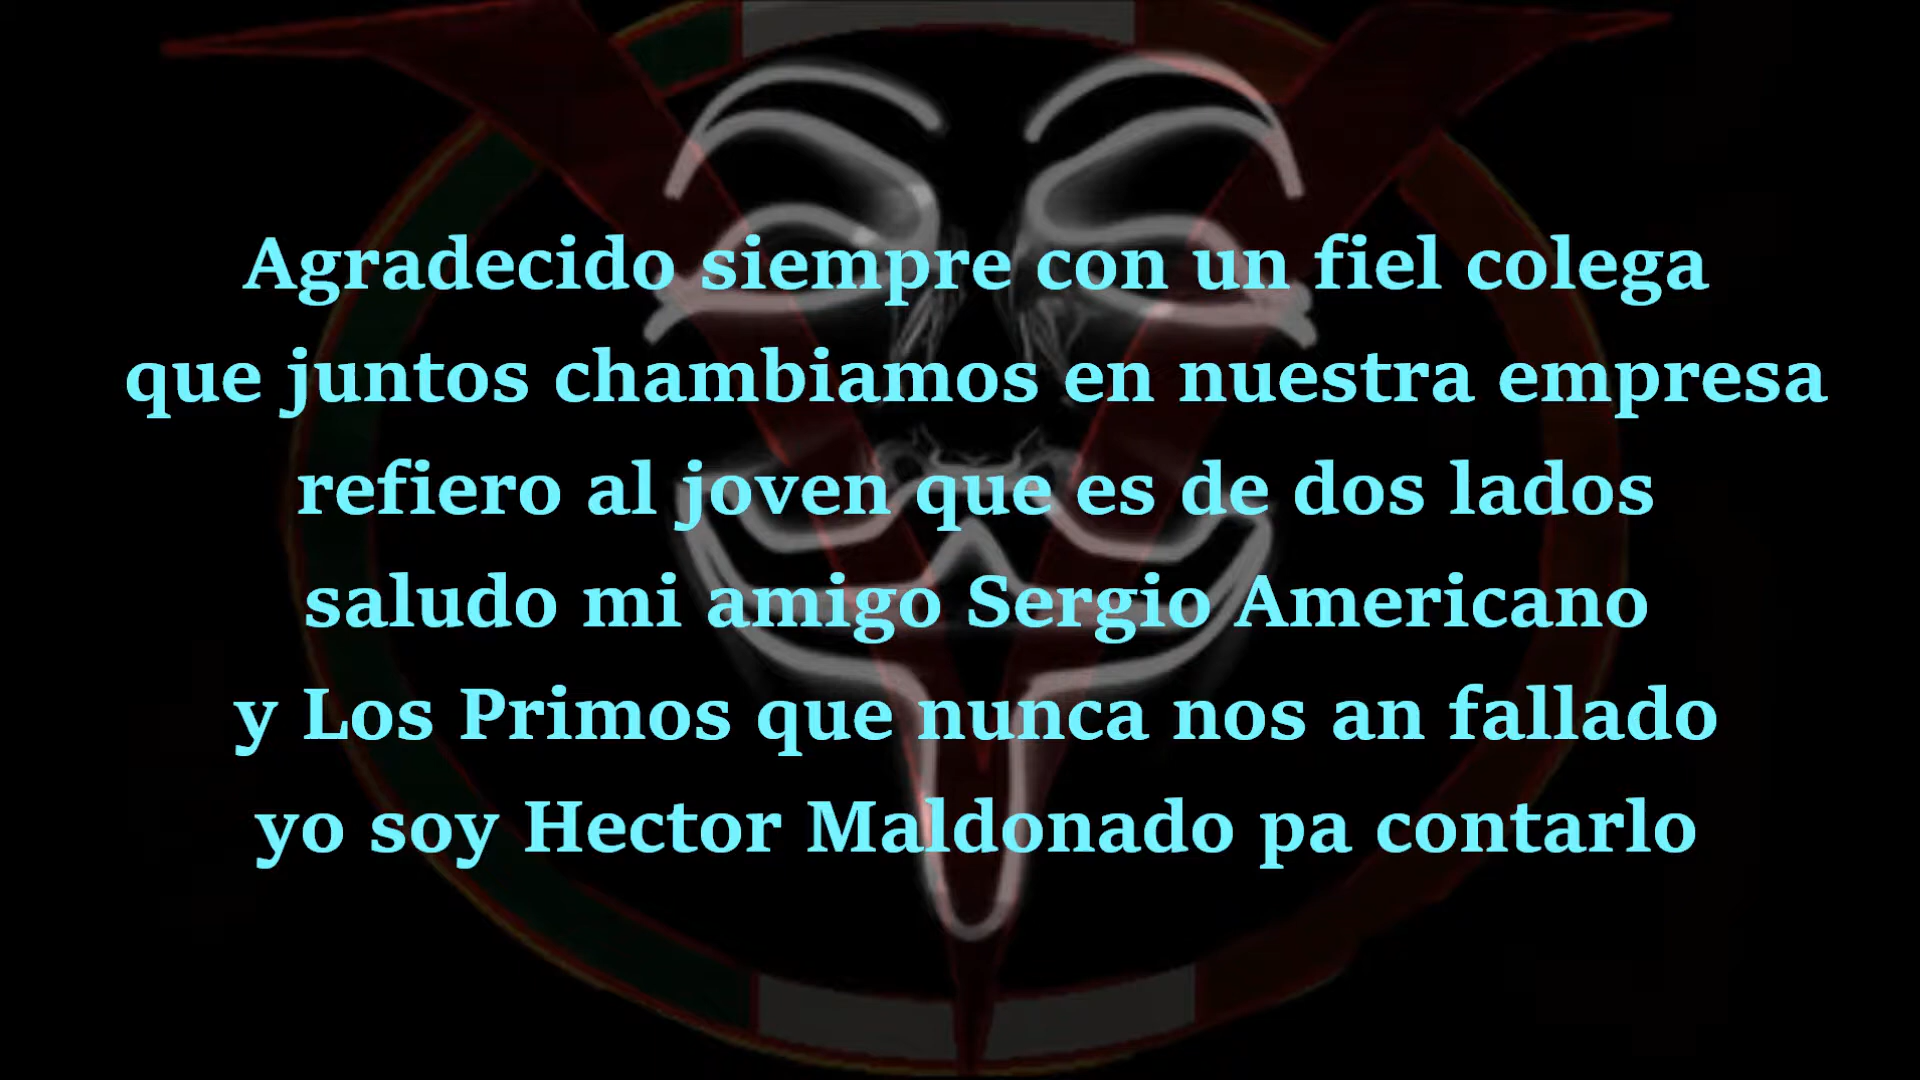 Agradecido siempre con un fiel colega
que juntos chambiamos en nuestra empresa
refiero al joven que es de dos lados
saludo mi amigo Sergio Americano
y Los Primos que nunca nos an fallado
yo soy Hector Maldonado pa contarlo